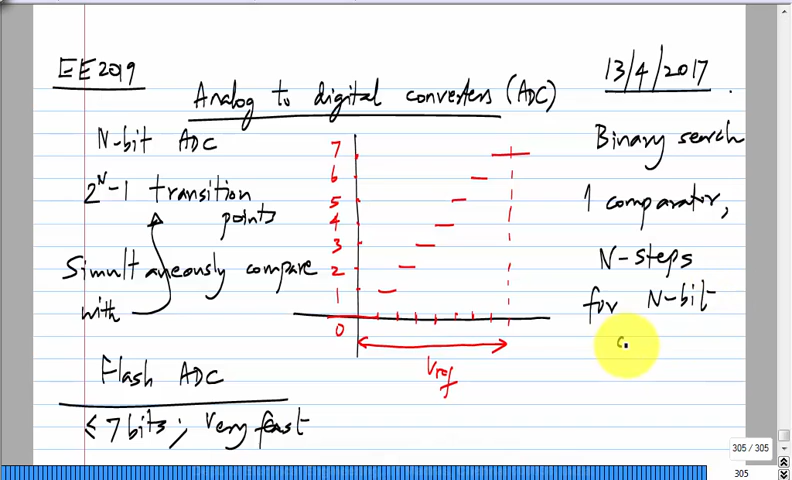 EE2019
13/4/2017
Analog to digital converters (ADC)
N-bit ADC
2^N-1 transition
points
Simultaneously compare
with
Flash ADC
≤7 bits; very fast
7
6
5
4
3
2
1
0
Vref
Binary search
1 comparator,
N-steps
for N-bit
305 / 305
305